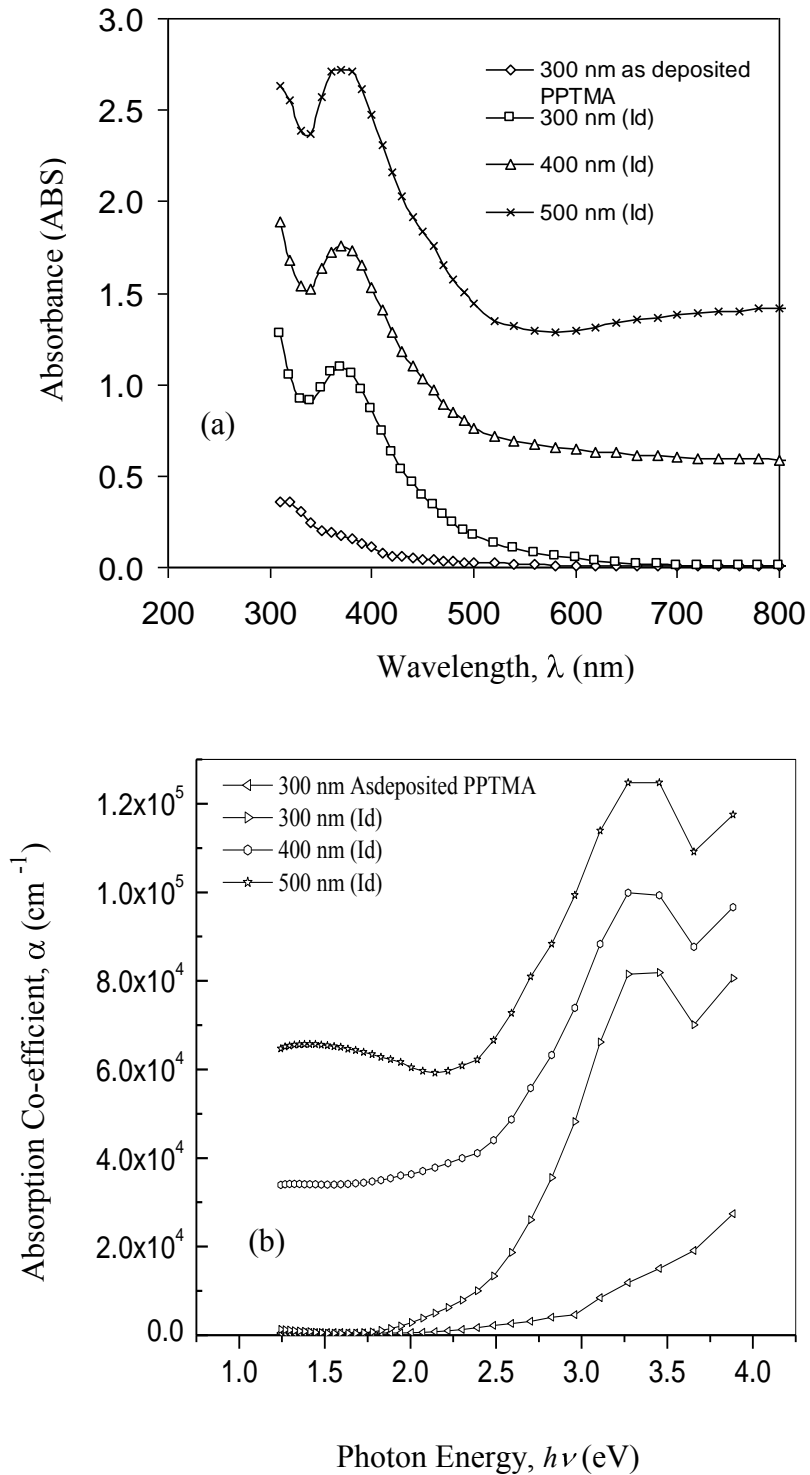 3.0
2.5
2.0
1.5
1.0
0.5
0.0
Absorbance (ABS)
300 nm as deposited
PPTMA
300 nm (Id)
400 nm (Id)
500 nm (Id)
(a)
200 300 400 500 600 700 800
Wavelength, λ (nm)
1.2x10⁵
1.0x10⁵
8.0x10⁴
6.0x10⁴
4.0x10⁴
2.0x10⁴
0.0
Absorption Co-efficient, α (cm⁻¹)
300 nm Asdeposited PPTMA
300 nm (Id)
400 nm (Id)
500 nm (Id)
(b)
1.0 1.5 2.0 2.5 3.0 3.5 4.0
Photon Energy, hν (eV)